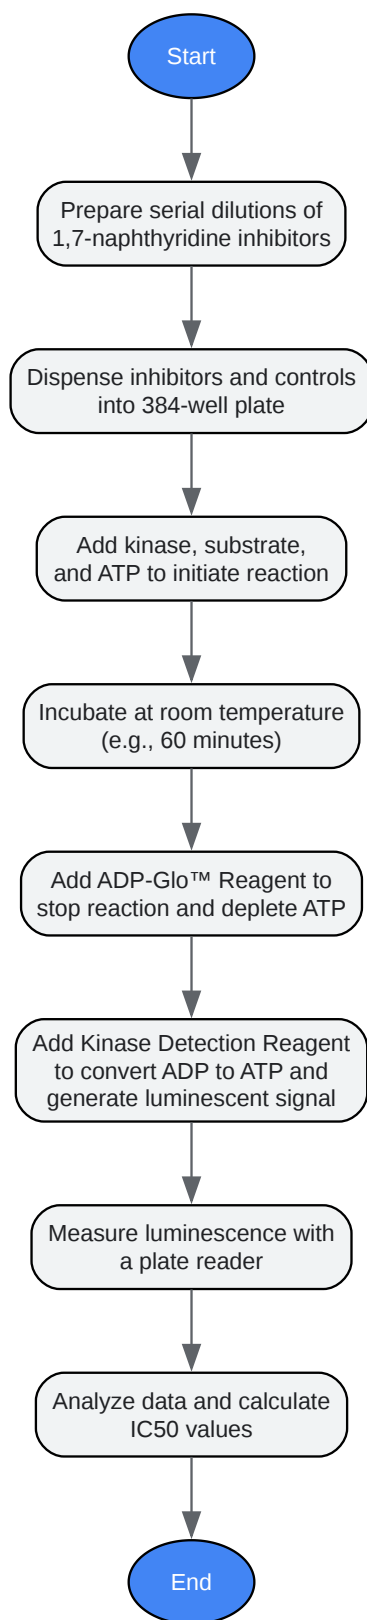 Start
Prepare serial dilutions of
1,7-naphthyridine inhibitors
Dispense inhibitors and controls
into 384-well plate
Add kinase, substrate,
and ATP to initiate reaction
Incubate at room temperature
(e.g., 60 minutes)
Add ADP-Glo™ Reagent to
stop reaction and deplete ATP
Add Kinase Detection Reagent
to convert ADP to ATP and
generate luminescent signal
Measure luminescence with
a plate reader
Analyze data and calculate
IC50 values
End